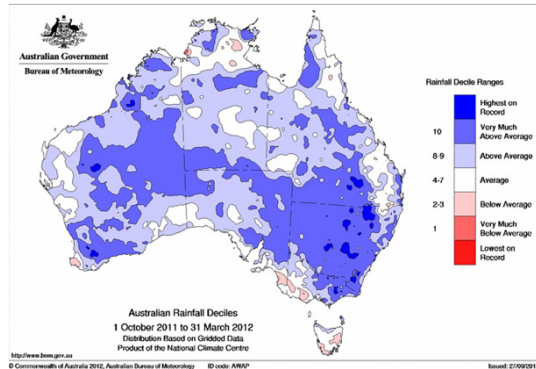 Australian Government
Bureau of Meteorology
Rainfall Decile Ranges
Highest on
Record
10
Very Much
Above Average
8-9
Above Average
4-7
Average
2-3
Below Average
1
Very Much
Below Average
Lowest on
Record
Australian Rainfall Deciles
1 October 2011 to 31 March 2012
Distribution Based on Gridded Data
Product of the National Climate Centre
http://www.bom.gov.au
© Commonwealth of Australia 2012, Australian Bureau of Meteorology ID code: AWAP